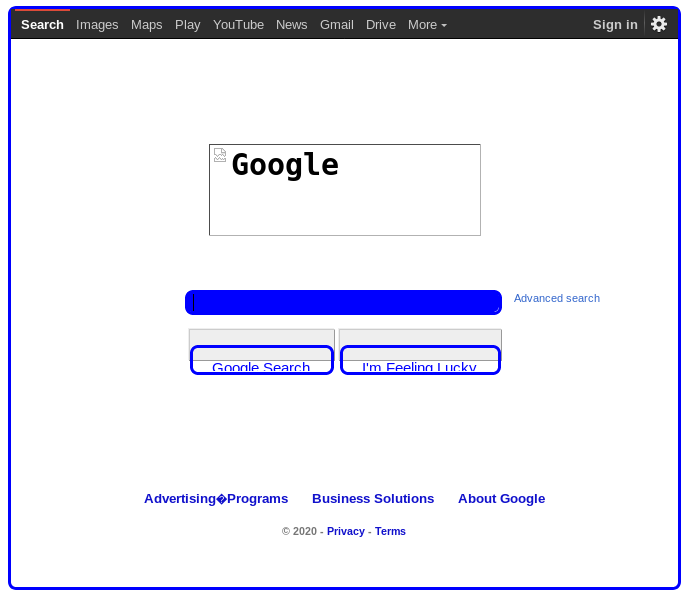 Search Images Maps Play YouTube News Gmail Drive More Sign in
Google
Advanced search
Google Search I'm Feeling Lucky
Advertising�Programs Business Solutions About Google
© 2020 - Privacy - Terms